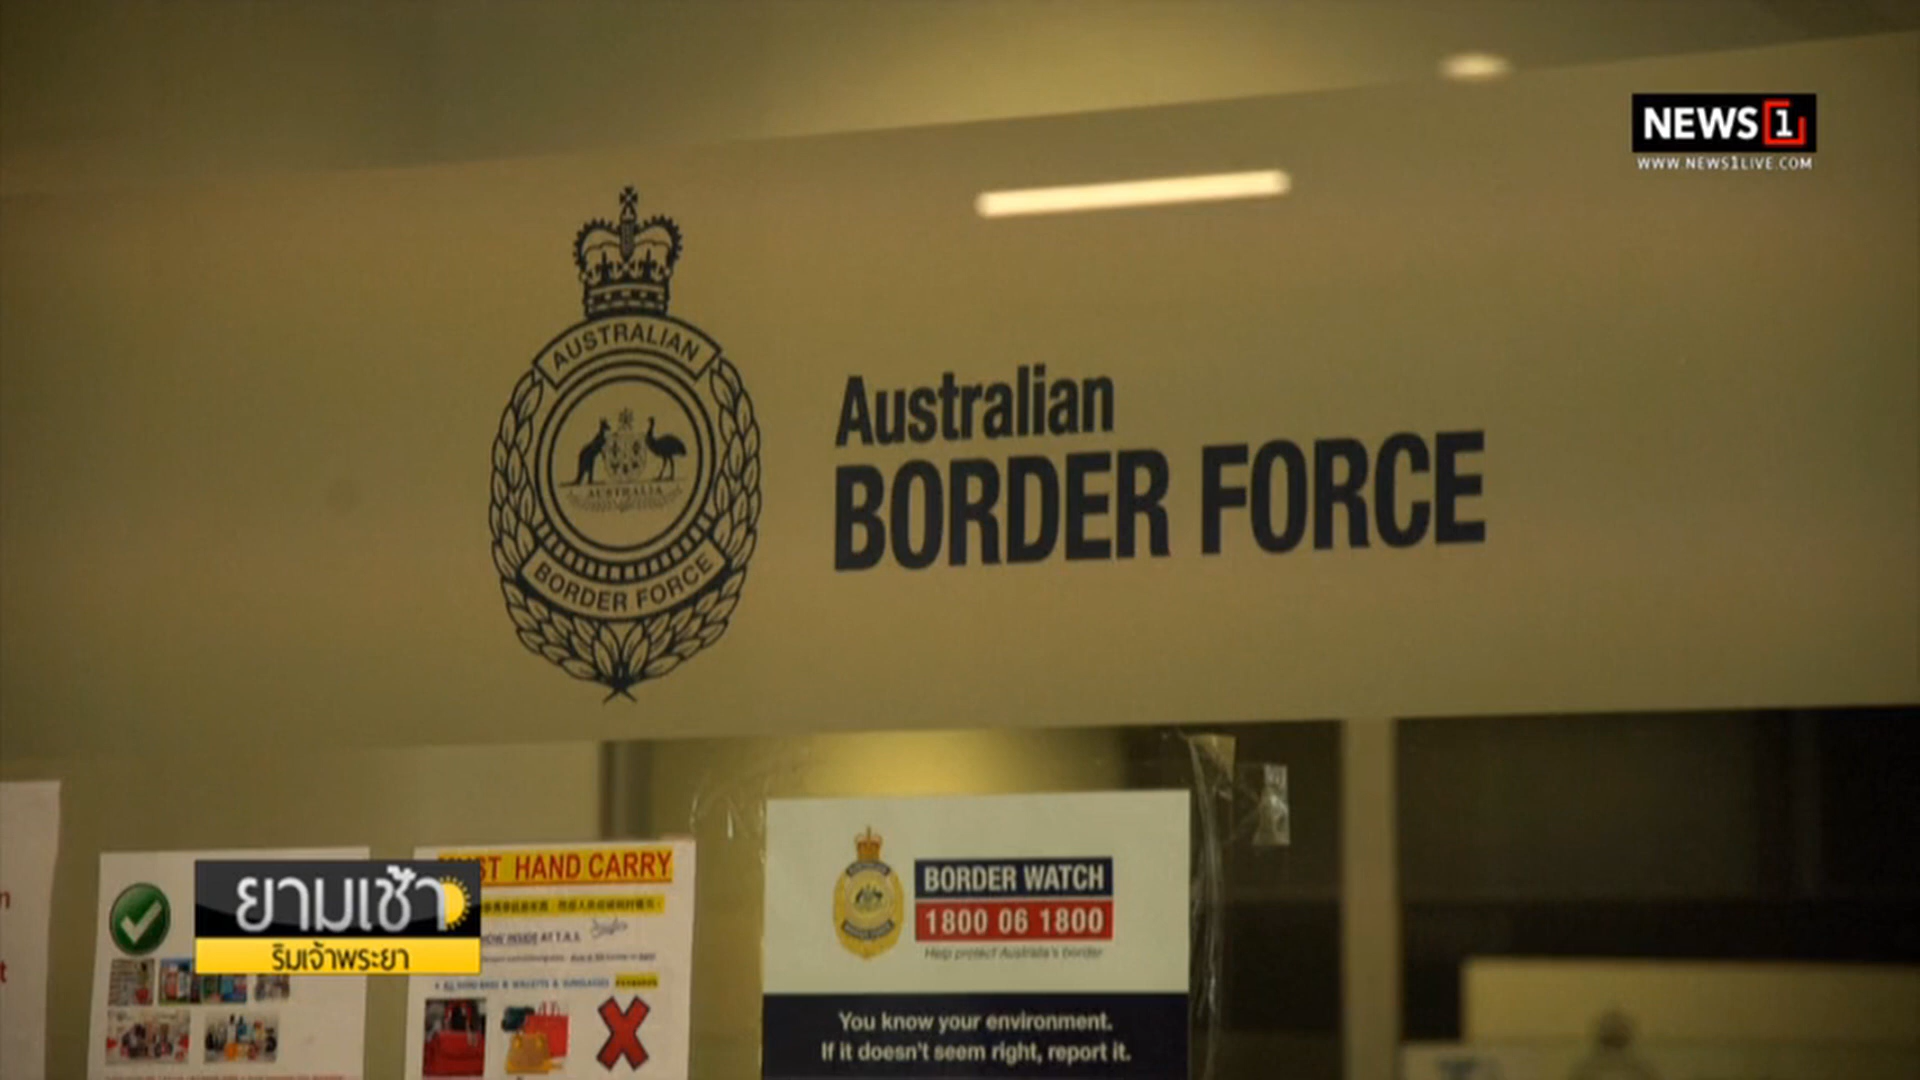 NEWS 1
WWW.NEWS1LIVE.COM
AUSTRALIAN
AUSTRALIA
BORDER FORCE
Australian
BORDER FORCE
HAND CARRY
BORDER WATCH
1800 06 1800
Help protect Australia's border
You know your environment.
If it doesn't seem right, report it.
ยามเช้า
ริมเจ้าพระยา